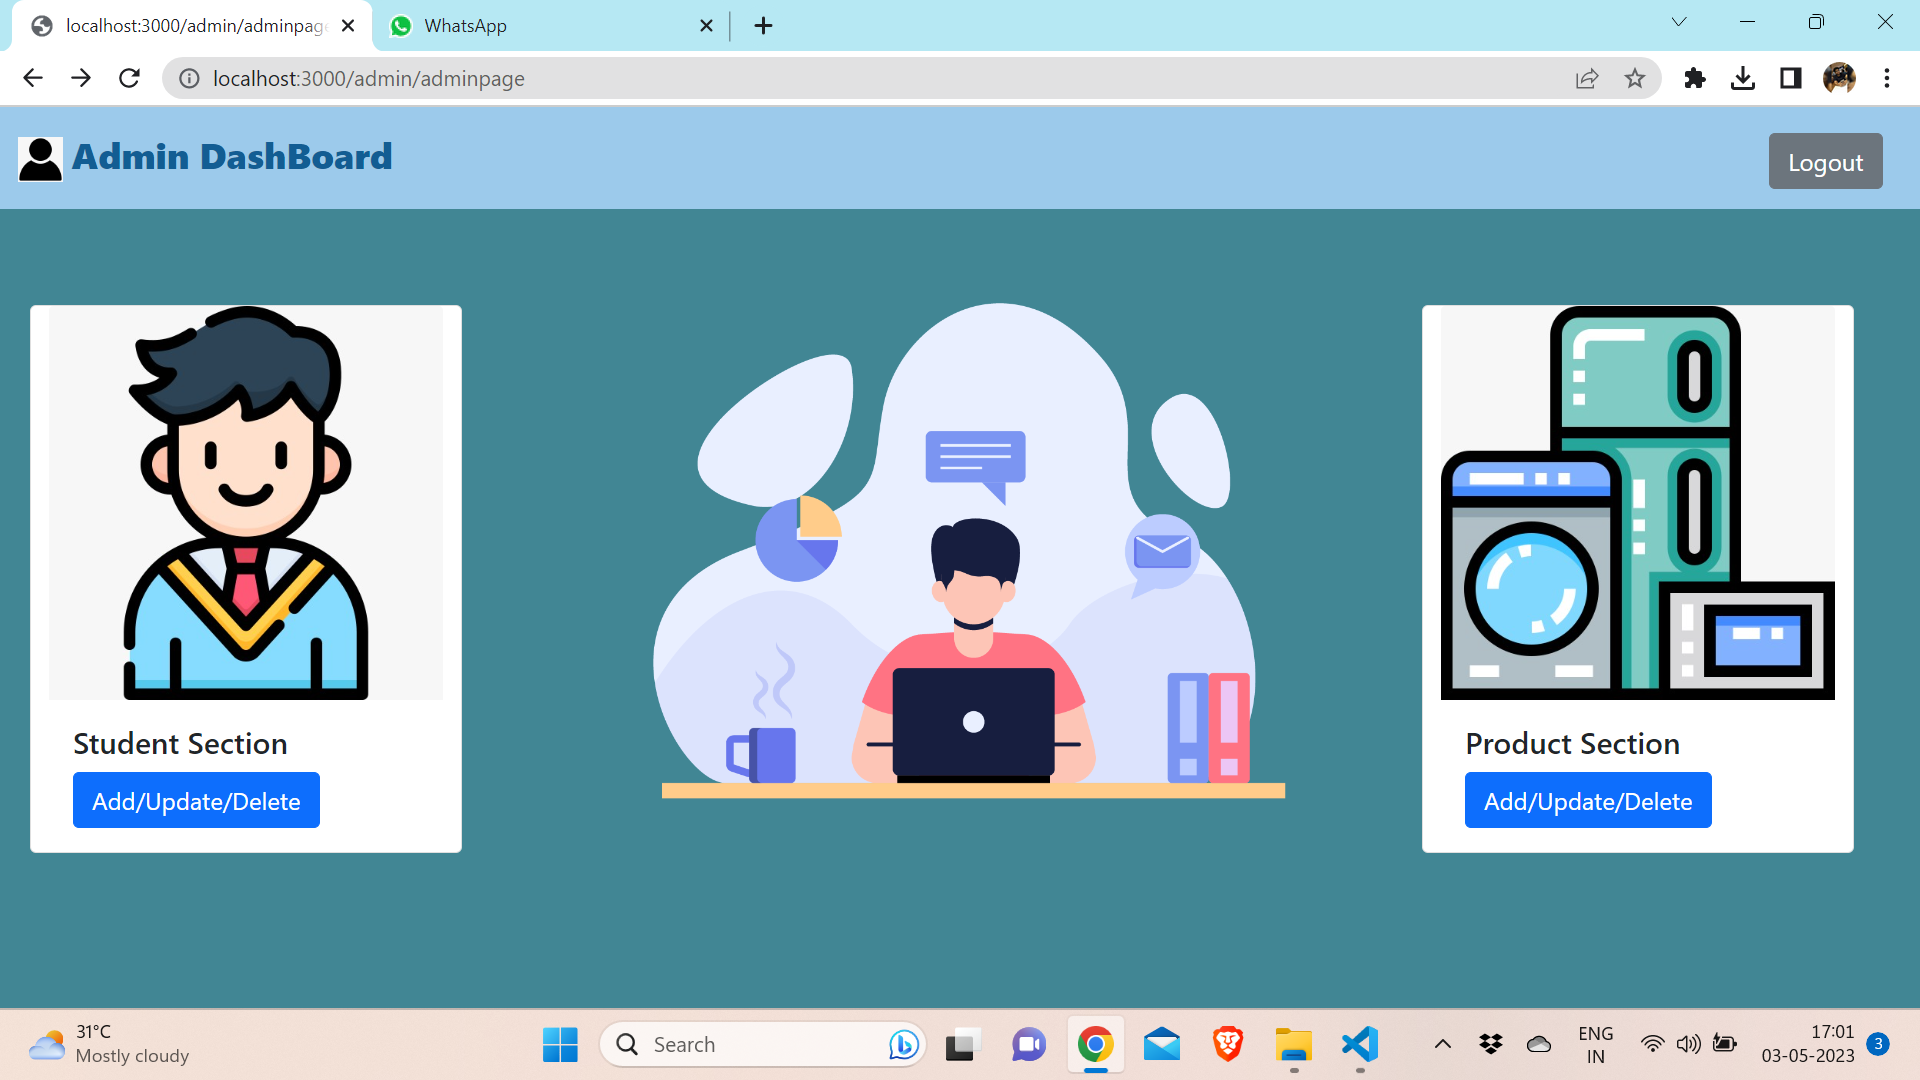 localhost:3000/admin/adminpage
WhatsApp
localhost:3000/admin/adminpage
Admin DashBoard
Logout
Student Section
Add/Update/Delete
Product Section
Add/Update/Delete
31°C
Mostly cloudy
Search
ENG
IN
17:01
03-05-2023
3